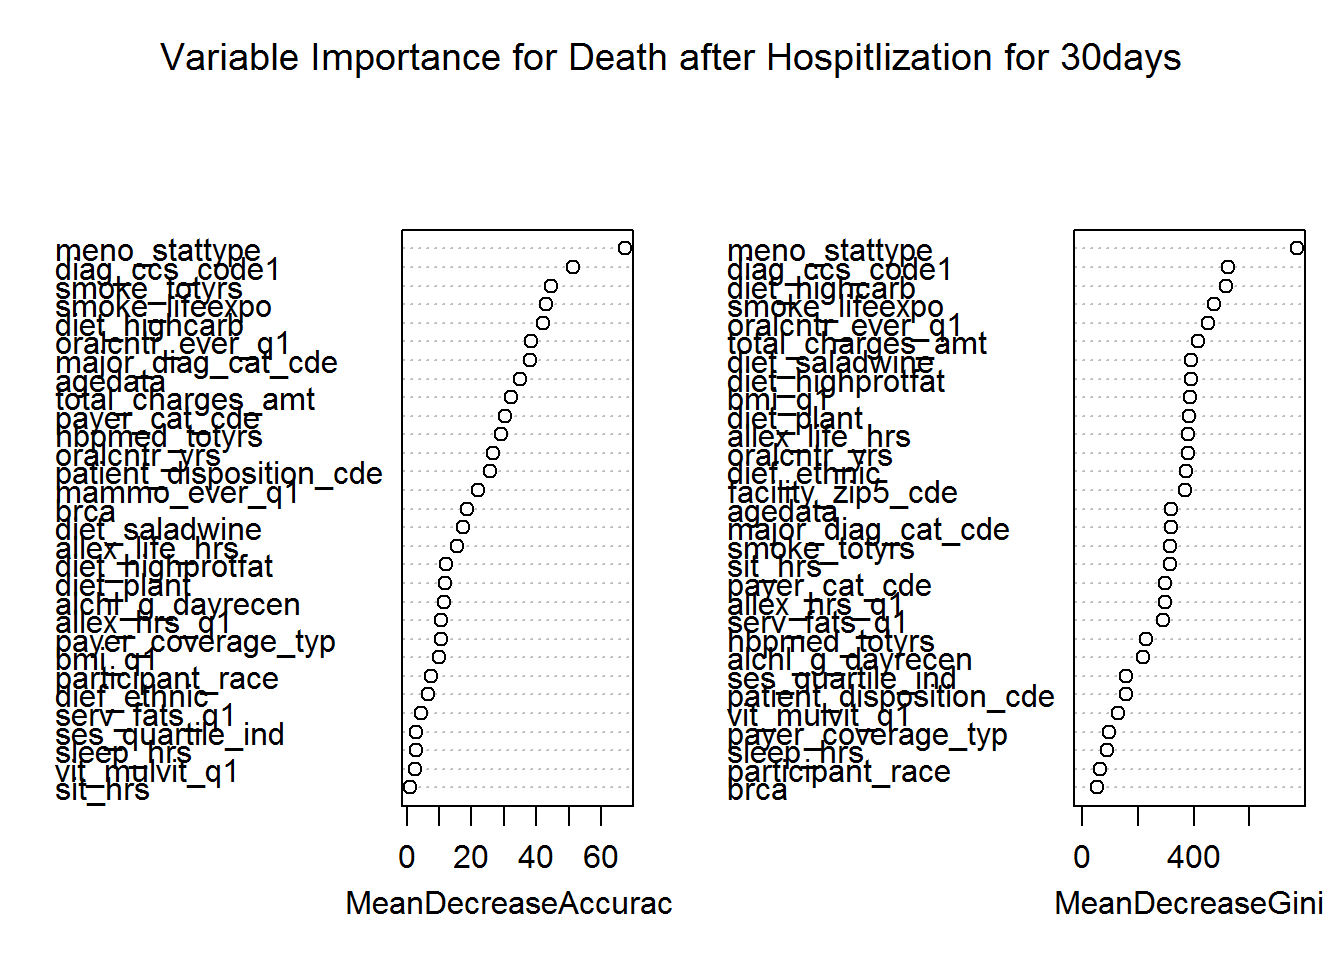 Variable Importance for Death after Hospitlization for 30days
meno_stattype
diag_ccs_code1
smoke_totyrs
smoke_lifeexpo
diet_highcarb
oralcntr_ever_q1
major_diag_cat_cde
agedata
total_charges_amt
payer_cat_cde
hbpmed_totyrs
oralcntr_yrs
patient_disposition_cde
mammo_ever_q1
brca
diet_saladwine
allex_life_hrs
diet_highprotfat
diet_plant
alchl_g_dayrecen
allex_hrs_q1
payer_coverage_typ
bmi_q1
participant_race
dief_ethnic
serv_fats_q1
ses_quartile_ind
sleep_hrs
vit_mulvit_q1
sit_hrs
0 20 40 60
MeanDecreaseAccurac
meno_stattype
diag_ccs_code1
diet_highcarb
smoke_lifeexpo
oralcntr_ever_q1
total_charges_amt
diet_saladwine
diet_highprotfat
bmi_q1
diet_plant
allex_life_hrs
oralcntr_yrs
dief_ethnic
facility_zip5_cde
agedata
major_diag_cat_cde
smoke_totyrs
sit_hrs
payer_cat_cde
allex_hrs_q1
serv_fats_q1
hbpmed_totyrs
alchl_g_dayrecen
ses_quartile_ind
patient_disposition_cde
vit_mulvit_q1
payer_coverage_typ
sleep_hrs
participant_race
brca
0 400
MeanDecreaseGini